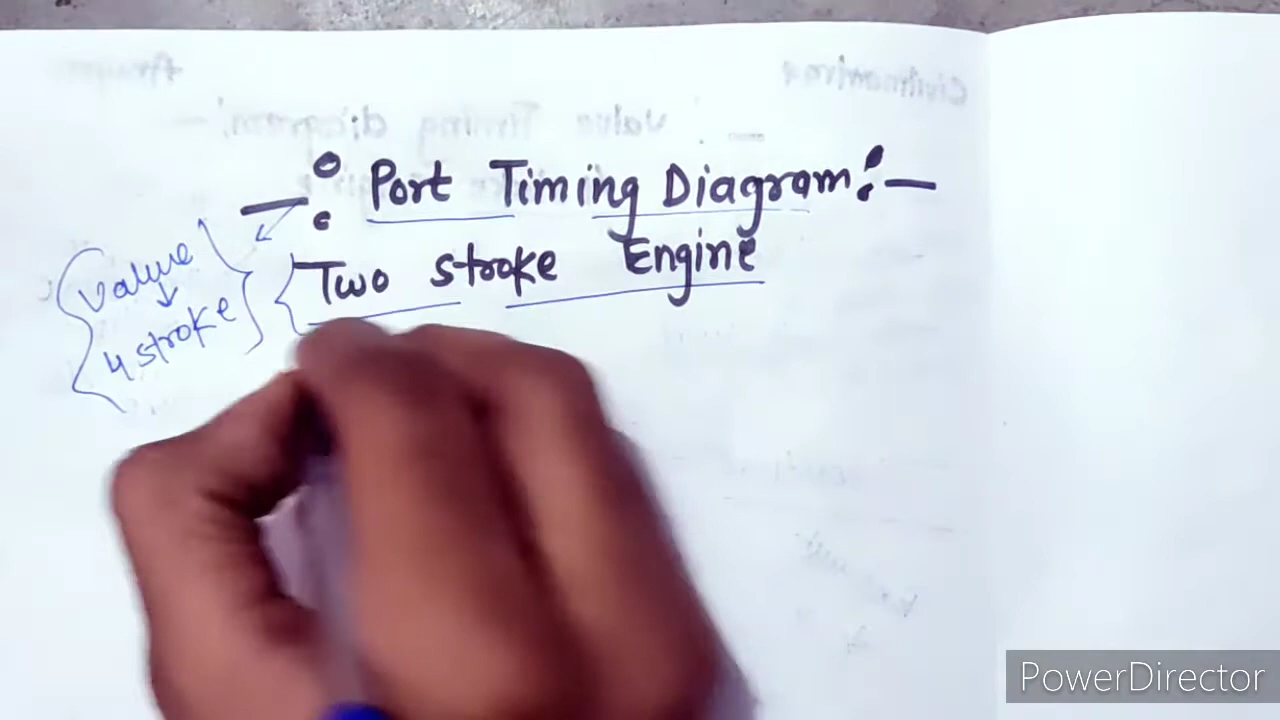 —: Port Timing Diagram:—
Two stroke Engine
value
↓
4 stroke
PowerDirector